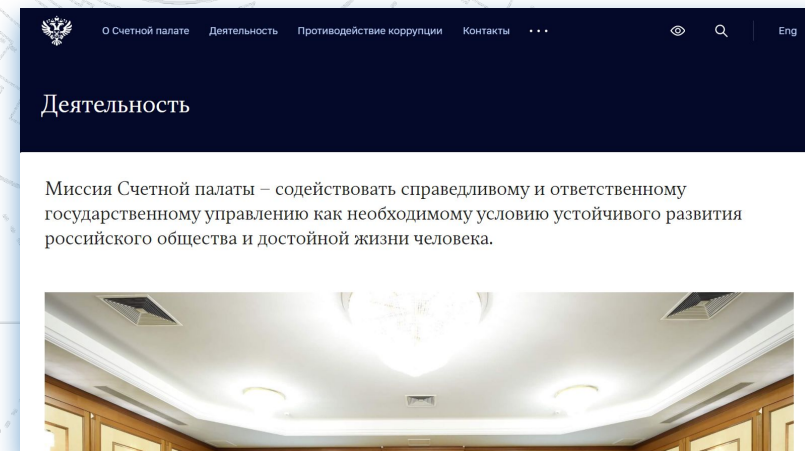 О Счетной палате Деятельность Противодействие коррупции Контакты • • • Eng
Деятельность
Миссия Счетной палаты – содействовать справедливому и ответственному
государственному управлению как необходимому условию устойчивого развития
российского общества и достойной жизни человека.